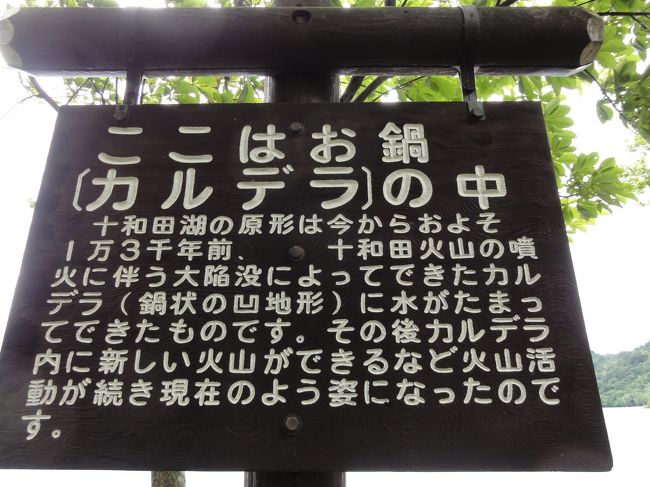 ここはお鍋
(カルデラ)の中
十和田湖の原形は今からおよそ
1万3千年前、 十和田火山の噴
火に伴う大陥没によってできたカル
デラ(鍋状の凹地形)に水がたまっ
てできたものです。その後カルデラ
内に新しい火山ができるなど火山活
動が続き現在のよう姿になったので
す。